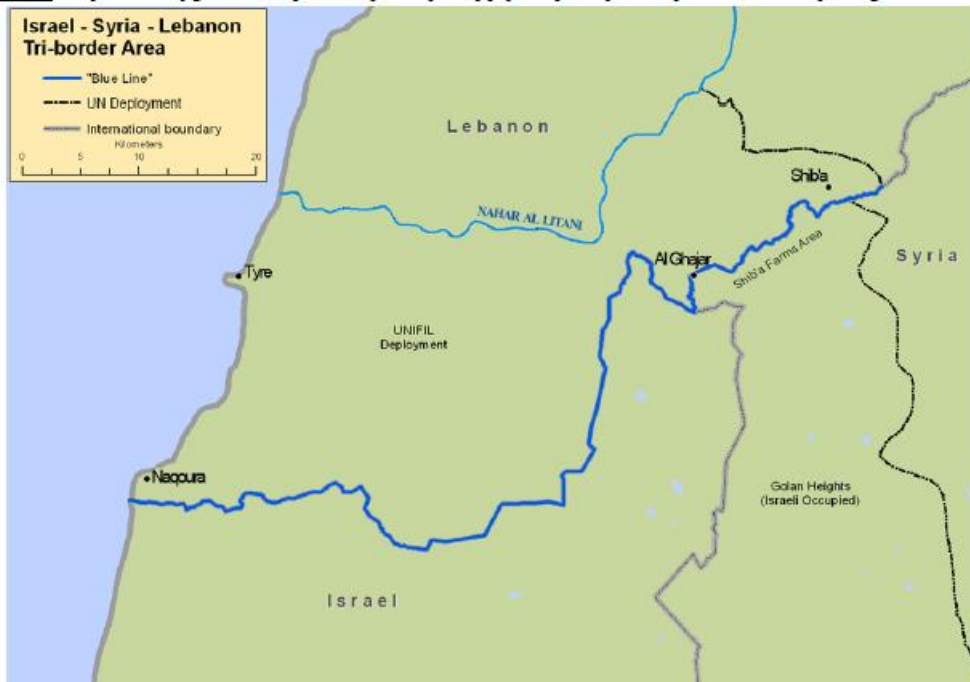 Israel - Syria - Lebanon
Tri-border Area
"Blue Line"
UN Deployment
International boundary
Kilometers
0 5 10 20
Lebanon
Shib'a
NAHAR AL LITANI
Al Ghajar
Shib'a Farms Area
Syria
Tyre
UNIFIL
Deployment
Naqoura
Golan Heights
(Israeli Occupied)
Israel